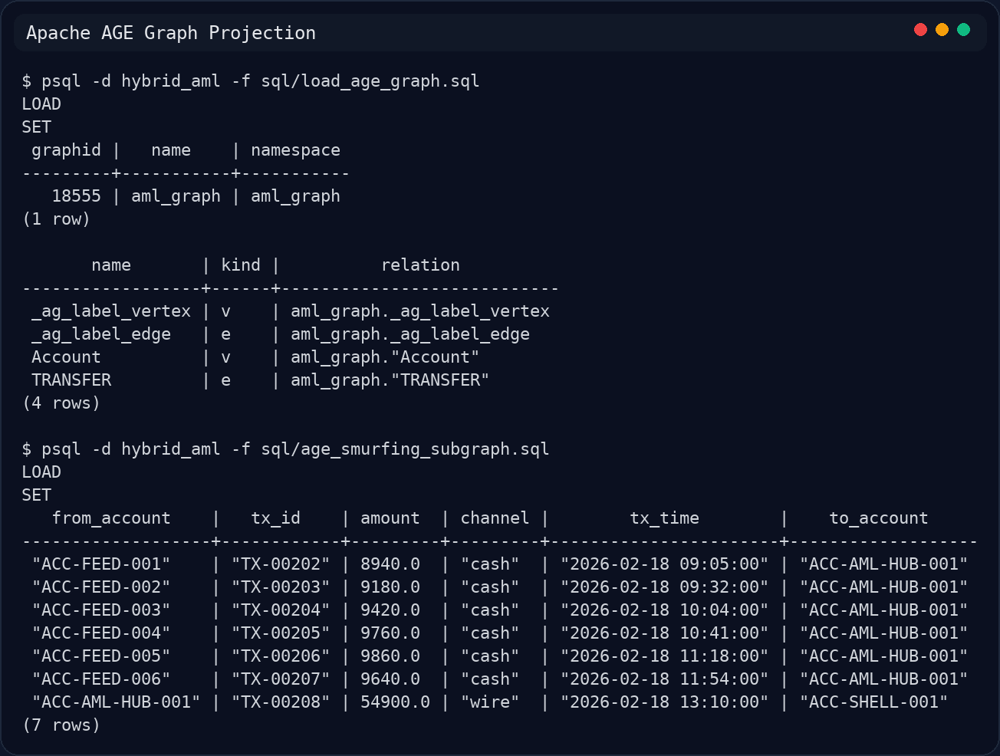 Apache AGE Graph Projection
$ psql -d hybrid_aml -f sql/load_age_graph.sql
LOAD
SET
 graphid |   name    | namespace
---------+-----------+-----------
   18555 | aml_graph | aml_graph
(1 row)

       name       | kind |          relation
------------------+------+----------------------------
 _ag_label_vertex | v    | aml_graph._ag_label_vertex
 _ag_label_edge   | e    | aml_graph._ag_label_edge
 Account          | v    | aml_graph."Account"
 TRANSFER         | e    | aml_graph."TRANSFER"
(4 rows)

$ psql -d hybrid_aml -f sql/age_smurfing_subgraph.sql
LOAD
SET
   from_account    |   tx_id    | amount  | channel |        tx_time        |    to_account
-------------------+------------+---------+---------+-----------------------+-------------------
 "ACC-FEED-001"    | "TX-00202" | 8940.0  | "cash"  | "2026-02-18 09:05:00" | "ACC-AML-HUB-001"
 "ACC-FEED-002"    | "TX-00203" | 9180.0  | "cash"  | "2026-02-18 09:32:00" | "ACC-AML-HUB-001"
 "ACC-FEED-003"    | "TX-00204" | 9420.0  | "cash"  | "2026-02-18 10:04:00" | "ACC-AML-HUB-001"
 "ACC-FEED-004"    | "TX-00205" | 9760.0  | "cash"  | "2026-02-18 10:41:00" | "ACC-AML-HUB-001"
 "ACC-FEED-005"    | "TX-00206" | 9860.0  | "cash"  | "2026-02-18 11:18:00" | "ACC-AML-HUB-001"
 "ACC-FEED-006"    | "TX-00207" | 9640.0  | "cash"  | "2026-02-18 11:54:00" | "ACC-AML-HUB-001"
 "ACC-AML-HUB-001" | "TX-00208" | 54900.0 | "wire"  | "2026-02-18 13:10:00" | "ACC-SHELL-001"
(7 rows)